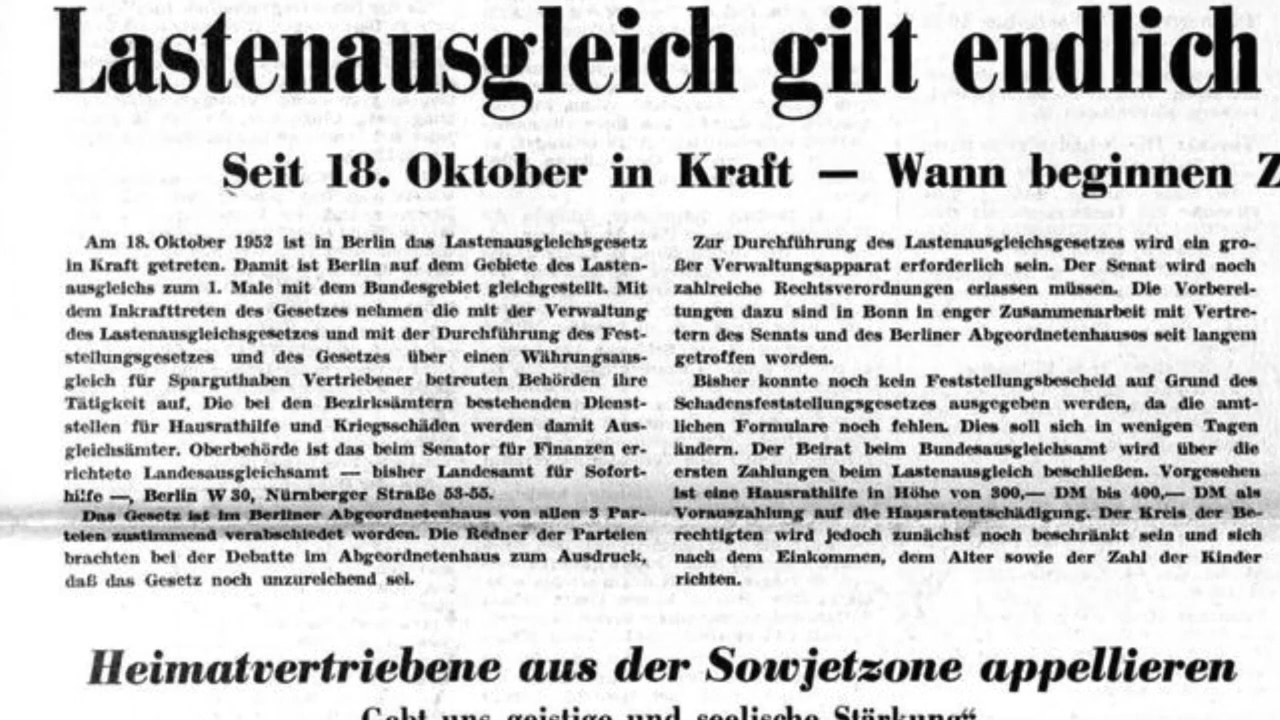 Lastenausgleich gilt endlich
Seit 18. Oktober in Kraft — Wann beginnen
Am 18. Oktober 1952 ist in Berlin das Lastenausgleichsgesetz
in Kraft getreten. Damit ist Berlin auf dem Gebiete des Lasten-
ausgleichs zum 1. Male mit dem Bundesgebiet gleichgestellt. Mit
dem Inkrafttreten des Gesetzes nehmen die mit der Verwaltung
des Lastenausgleichsgesetzes und mit der Durchführung des Fest-
stellungsgesetzes und des Gesetzes über einen Währungsaus-
gleich für Sparguthaben Vertriebener betreuten Behörden ihre
Tätigkeit auf. Die bei den Bezirksämtern bestehenden Dienst-
stellen für Hausrathilfe und Kriegsschäden werden damit Aus-
gleichsämter. Oberbehörde ist das beim Senator für Finanzen er-
richtete Landesausgleichsamt — bisher Landesamt für Sofort-
hilfe —, Berlin W 30, Nürnberger Straße 53-55.
Das Gesetz ist im Berliner Abgeordnetenhaus von allen 3 Par-
teien zustimmend verabschiedet worden. Die Redner der Parteien
brachten bei der Debatte im Abgeordnetenhaus zum Ausdruck,
daß das Gesetz noch unzureichend sei.
Zur Durchführung des Lastenausgleichsgesetzes wird ein gro-
ßer Verwaltungsapparat erforderlich sein. Der Senat wird noch
zahlreiche Rechtsverordnungen erlassen müssen. Die Vorberei-
tungen dazu sind in Bonn in enger Zusammenarbeit mit Vertre-
tern des Senats und des Berliner Abgeordnetenhauses seit langem
getroffen worden.
Bisher konnte noch kein Feststellungsbescheid auf Grund des
Schadensfeststellungsgesetzes ausgegeben werden, da die amt-
lichen Formulare noch fehlen. Dies soll sich in wenigen Tagen
ändern. Der Beirat beim Bundesausgleichsamt wird über die
ersten Zahlungen beim Lastenausgleich beschließen. Vorgesehen
ist eine Hausrathilfe in Höhe von 300,— DM bis 400,— DM als
Vorauszahlung auf die Hausratentschädigung. Der Kreis der Be-
rechtigten wird jedoch zunächst noch beschränkt sein und sich
nach dem Einkommen, dem Alter sowie der Zahl der Kinder
richten.
Heimatvertriebene aus der Sowjetzone appellieren
Gebt uns geistige und seelische Stärkung“